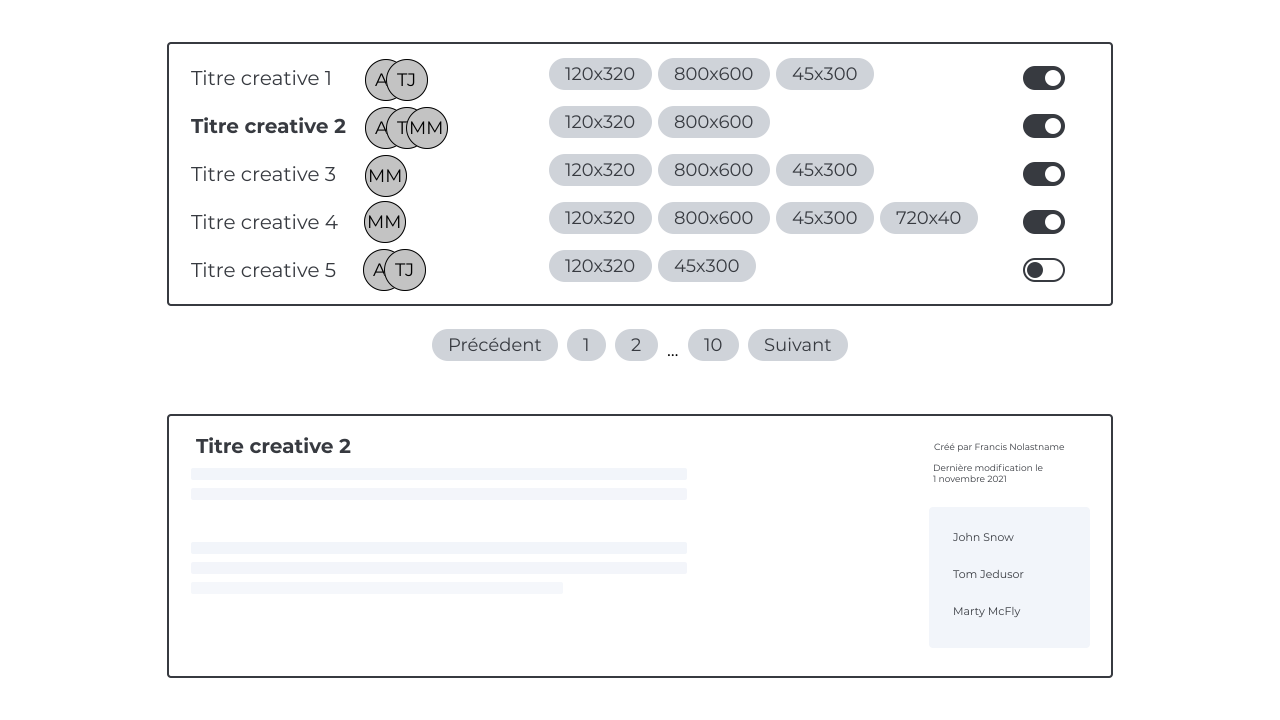 Titre creative 1 A TJ 120x320 800x600 45x300
Titre creative 2 A T MM 120x320 800x600
Titre creative 3 MM 120x320 800x600 45x300
Titre creative 4 MM 120x320 800x600 45x300 720x40
Titre creative 5 A TJ 120x320 45x300
Précédent 1 2 ... 10 Suivant
Titre creative 2
Créé par Francis Nolastname
Dernière modification le
1 novembre 2021
John Snow
Tom Jedusor
Marty McFly